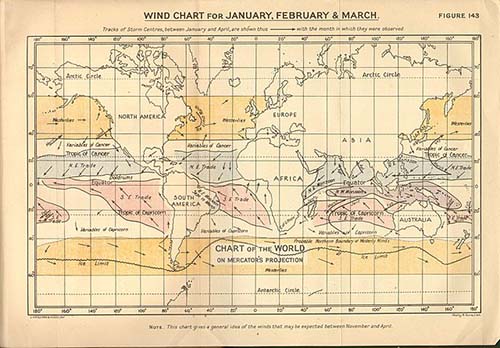 WIND CHART FOR JANUARY, FEBRUARY & MARCH
FIGURE 143
Tracks of Storm Centres, between January and April, are shown thus → with the month in which they were observed
Arctic Circle
Arctic Circle
NORTH AMERICA
EUROPE
ASIA
Westerlies
Westerlies
Westerlies
Variables of Cancer
Variables of Cancer
Variables of Cancer
Tropic of Cancer
Tropic of Cancer
N.E. Trade
N.E. Trade
N.E. Trade
Doldrums
Equator
Equator
AFRICA
SOUTH AMERICA
S.E. Trade
S.E. Trade
S.E. Trade
N.W. Monsoon
Tropic of Capricorn
Tropic of Capricorn
AUSTRALIA
Variables of Capricorn
Variables of Capricorn
Variables of Capricorn
CHART OF THE WORLD
ON MERCATOR'S PROJECTION
Probable Northern Boundary of Westerly Winds
Ice Limit
Ice Limit
Westerlies
Antarctic Circle
NOTE. This chart gives a general idea of the winds that may be expected between November and April.